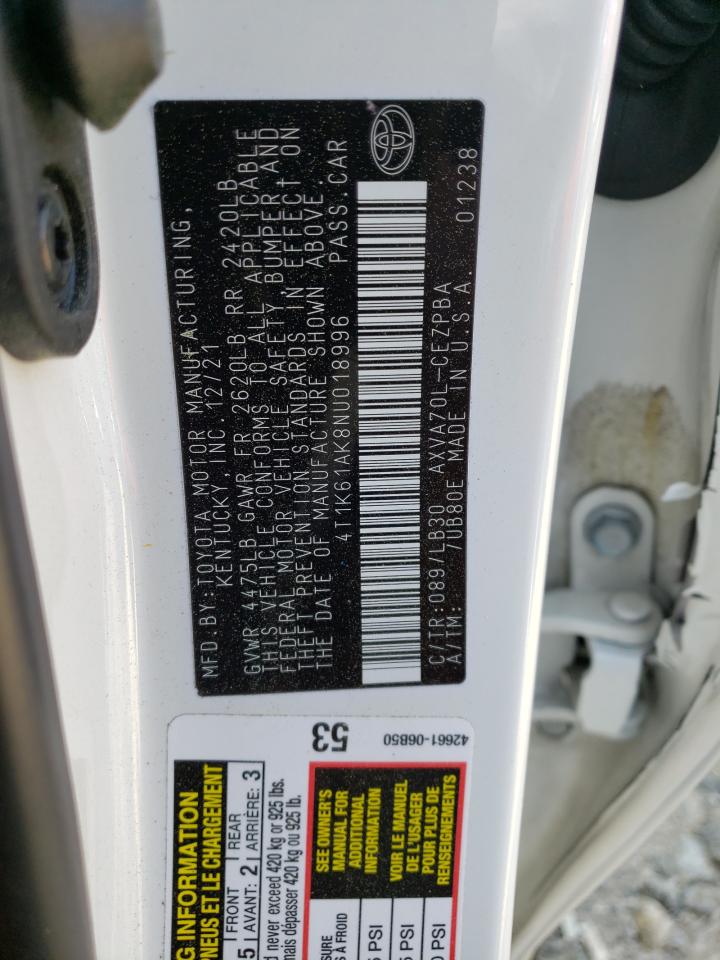 MFD.BY:TOYOTA MOTOR MANUFACTURING,
KENTUCKY INC. 12/21
GVWR 4475LB GAWR FR 2620LB RR 2420LB
THIS VEHICLE CONFORMS TO ALL APPLICABLE
FEDERAL MOTOR VEHICLE SAFETY, BUMPER AND
THEFT PREVENTION STANDARDS IN EFFECT ON
THE DATE OF MANUFACTURE SHOWN ABOVE.
4T1K61AK8NU018996 PASS.CAR
C/TR:089/LB30 AXVA70L-CEZPBA
A/TM: /UB80E MADE IN U.S.A. 01238
G INFORMATION
PNEUS ET LE CHARGEMENT
5 FRONT 2 REAR 3
AVANT: ARRIÈRE:
d never exceed 420 kg or 925 lbs.
mais dépasser 420 kg ou 925 lb.
53
42661-06B50
SURE
S À FROID
PSI
PSI
PSI
SEE OWNER'S
MANUAL FOR
ADDITIONAL
INFORMATION
VOIR LE MANUEL
DE L'USAGER
POUR PLUS DE
RENSEIGNEMENTS